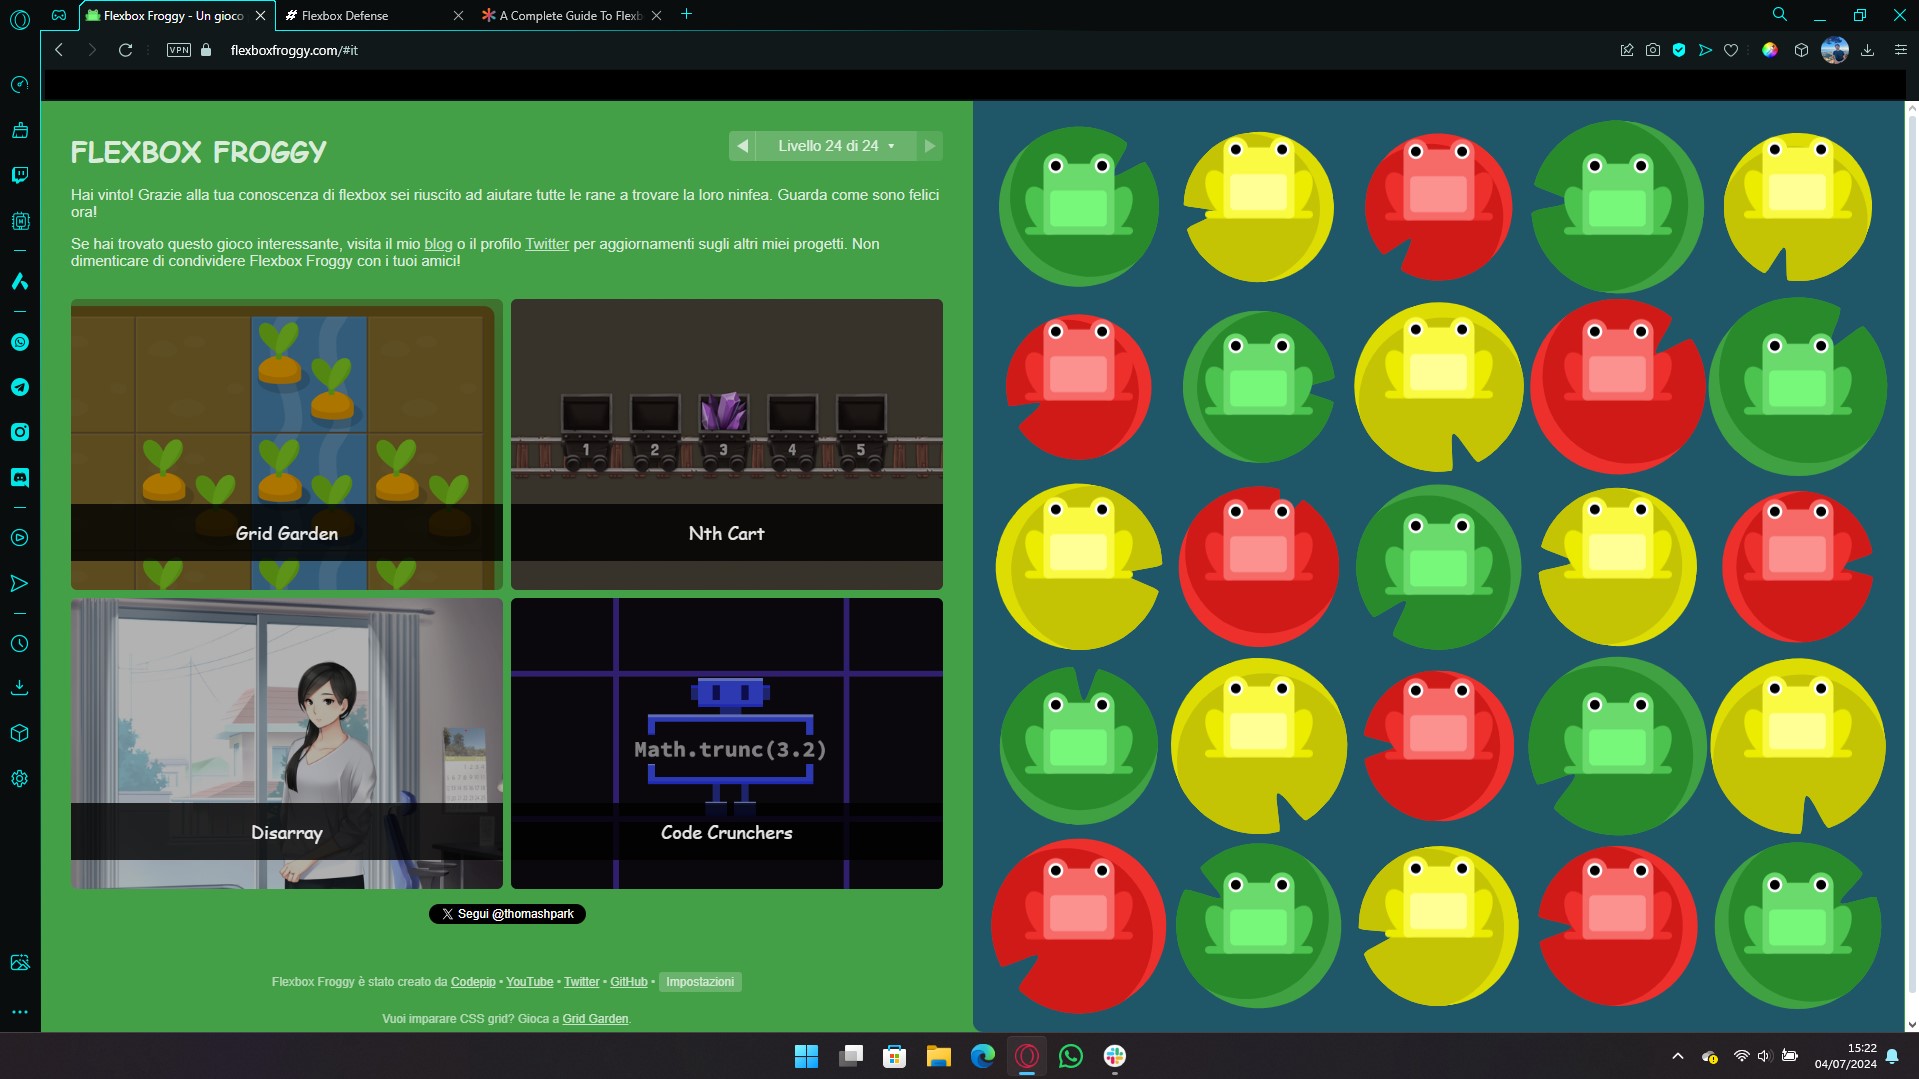 Flexbox Froggy - Un gioco
Flexbox Defense
A Complete Guide To Flexb
VPN
flexboxfroggy.com/#it
FLEXBOX FROGGY
Livello 24 di 24
Hai vinto! Grazie alla tua conoscenza di flexbox sei riuscito ad aiutare tutte le rane a trovare la loro ninfea. Guarda come sono felici
ora!
Se hai trovato questo gioco interessante, visita il mio blog o il profilo Twitter per aggiornamenti sugli altri miei progetti. Non
dimenticare di condividere Flexbox Froggy con i tuoi amici!
1 2 3 4 5
Grid Garden
Nth Cart
Math.trunc(3.2)
Disarray
Code Crunchers
Segui @thomashpark
Flexbox Froggy è stato creato da Codepip • YouTube • Twitter • GitHub • Impostazioni
Vuoi imparare CSS grid? Gioca a Grid Garden.
15:22
04/07/2024